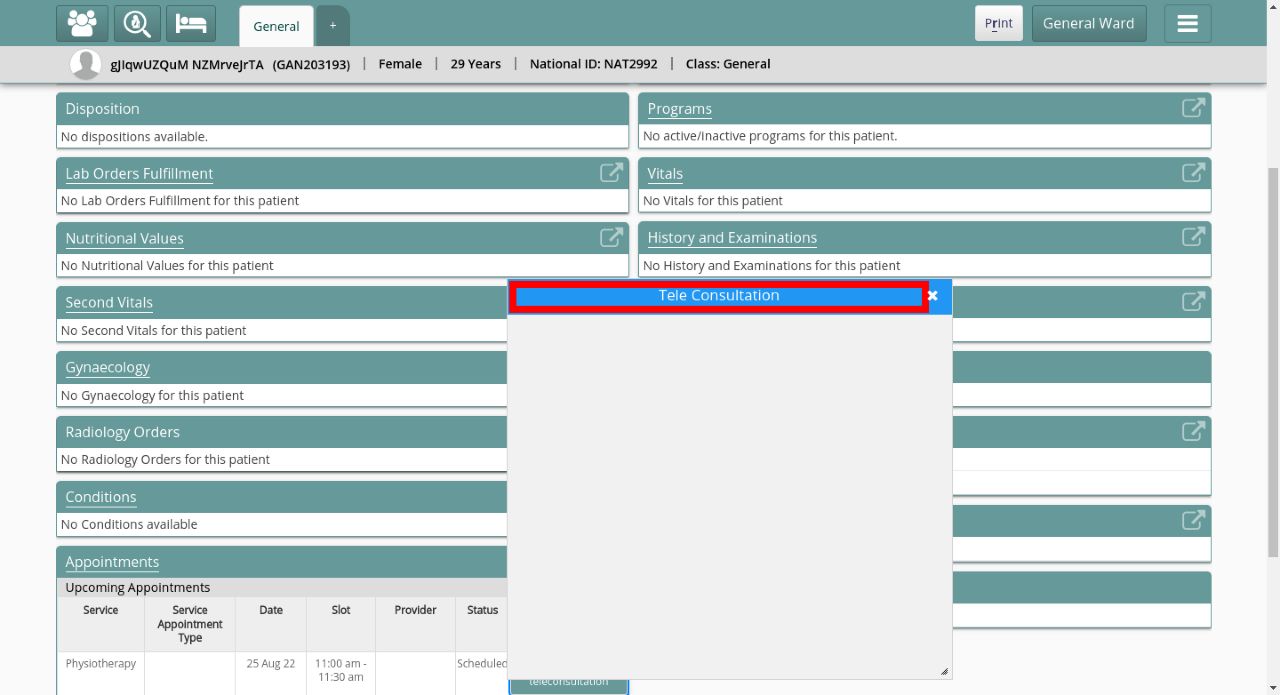 General
+
Print
General Ward
gJIqwUZQuM NZMrveJrTA (GAN203193) | Female | 29 Years | National ID: NAT2992 | Class: General
Disposition
No dispositions available.
Programs
No active/inactive programs for this patient.
Lab Orders Fulfillment
No Lab Orders Fulfillment for this patient
Vitals
No Vitals for this patient
Nutritional Values
No Nutritional Values for this patient
History and Examinations
No History and Examinations for this patient
Second Vitals
No Second Vitals for this patient
Tele Consultation
Gynaecology
No Gynaecology for this patient
Radiology Orders
No Radiology Orders for this patient
Conditions
No Conditions available
Appointments
Upcoming Appointments
Service
Service
Appointment
Type
Date
Slot
Provider
Status
Physiotherapy
25 Aug 22
11:00 am -
11:30 am
Scheduled
teleconsultation